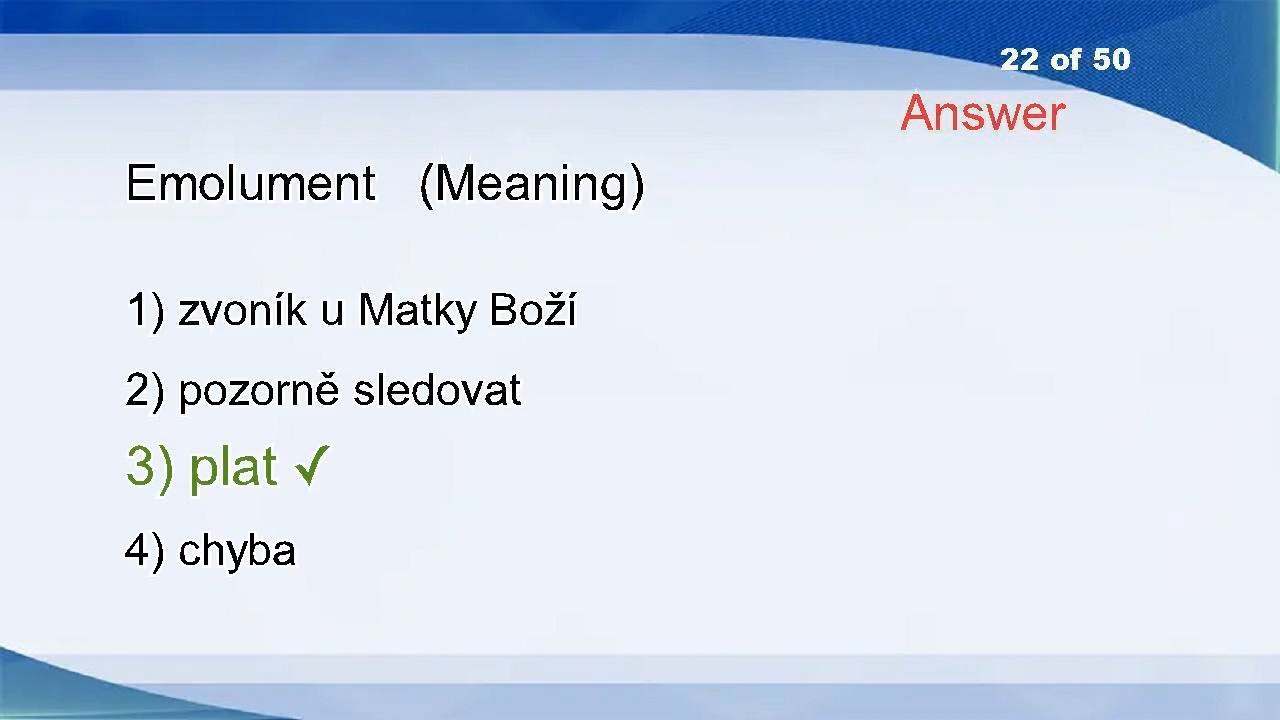 22 of 50
Answer
Emolument (Meaning)
1) zvoník u Matky Boží
2) pozorně sledovat
3) plat ✓
4) chyba